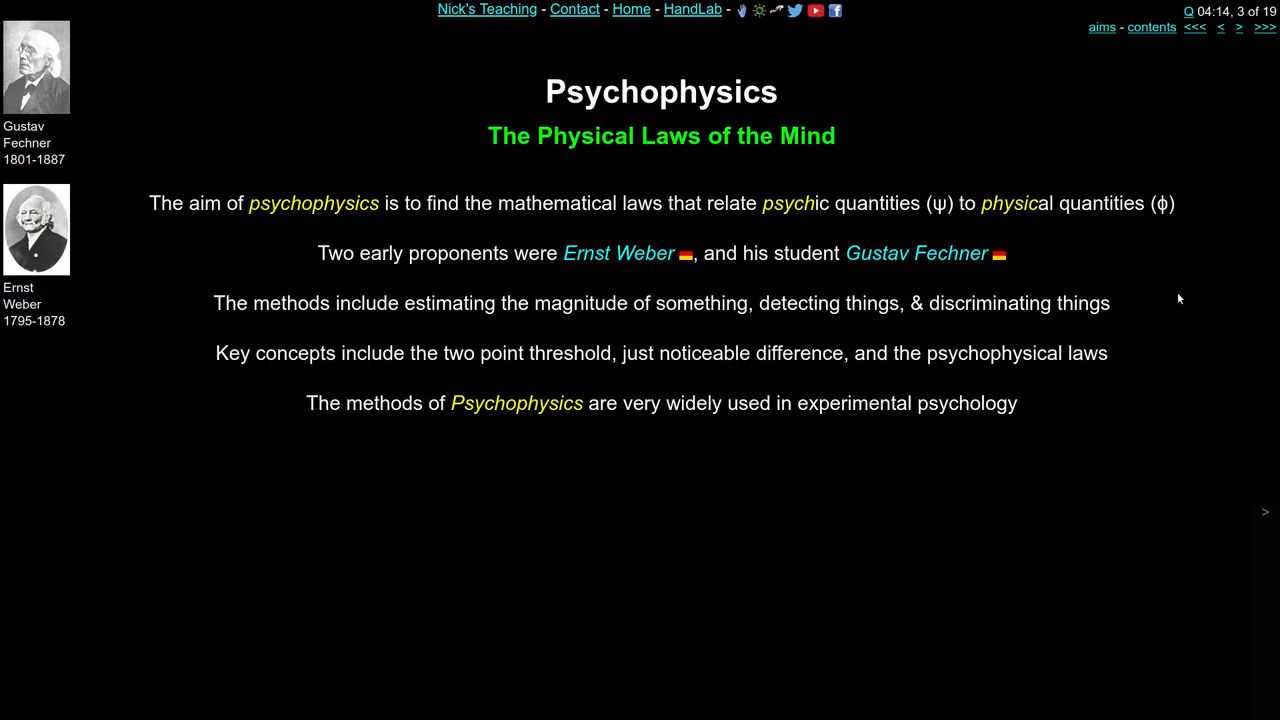 Nick's Teaching - Contact - Home - HandLab -
Q 04:14, 3 of 19
aims - contents <<< < > >>>
Gustav
Fechner
1801-1887
Ernst
Weber
1795-1878
Psychophysics
The Physical Laws of the Mind
The aim of psychophysics is to find the mathematical laws that relate psychic quantities (ψ) to physical quantities (ϕ)
Two early proponents were Ernst Weber, and his student Gustav Fechner
The methods include estimating the magnitude of something, detecting things, & discriminating things
Key concepts include the two point threshold, just noticeable difference, and the psychophysical laws
The methods of Psychophysics are very widely used in experimental psychology
>